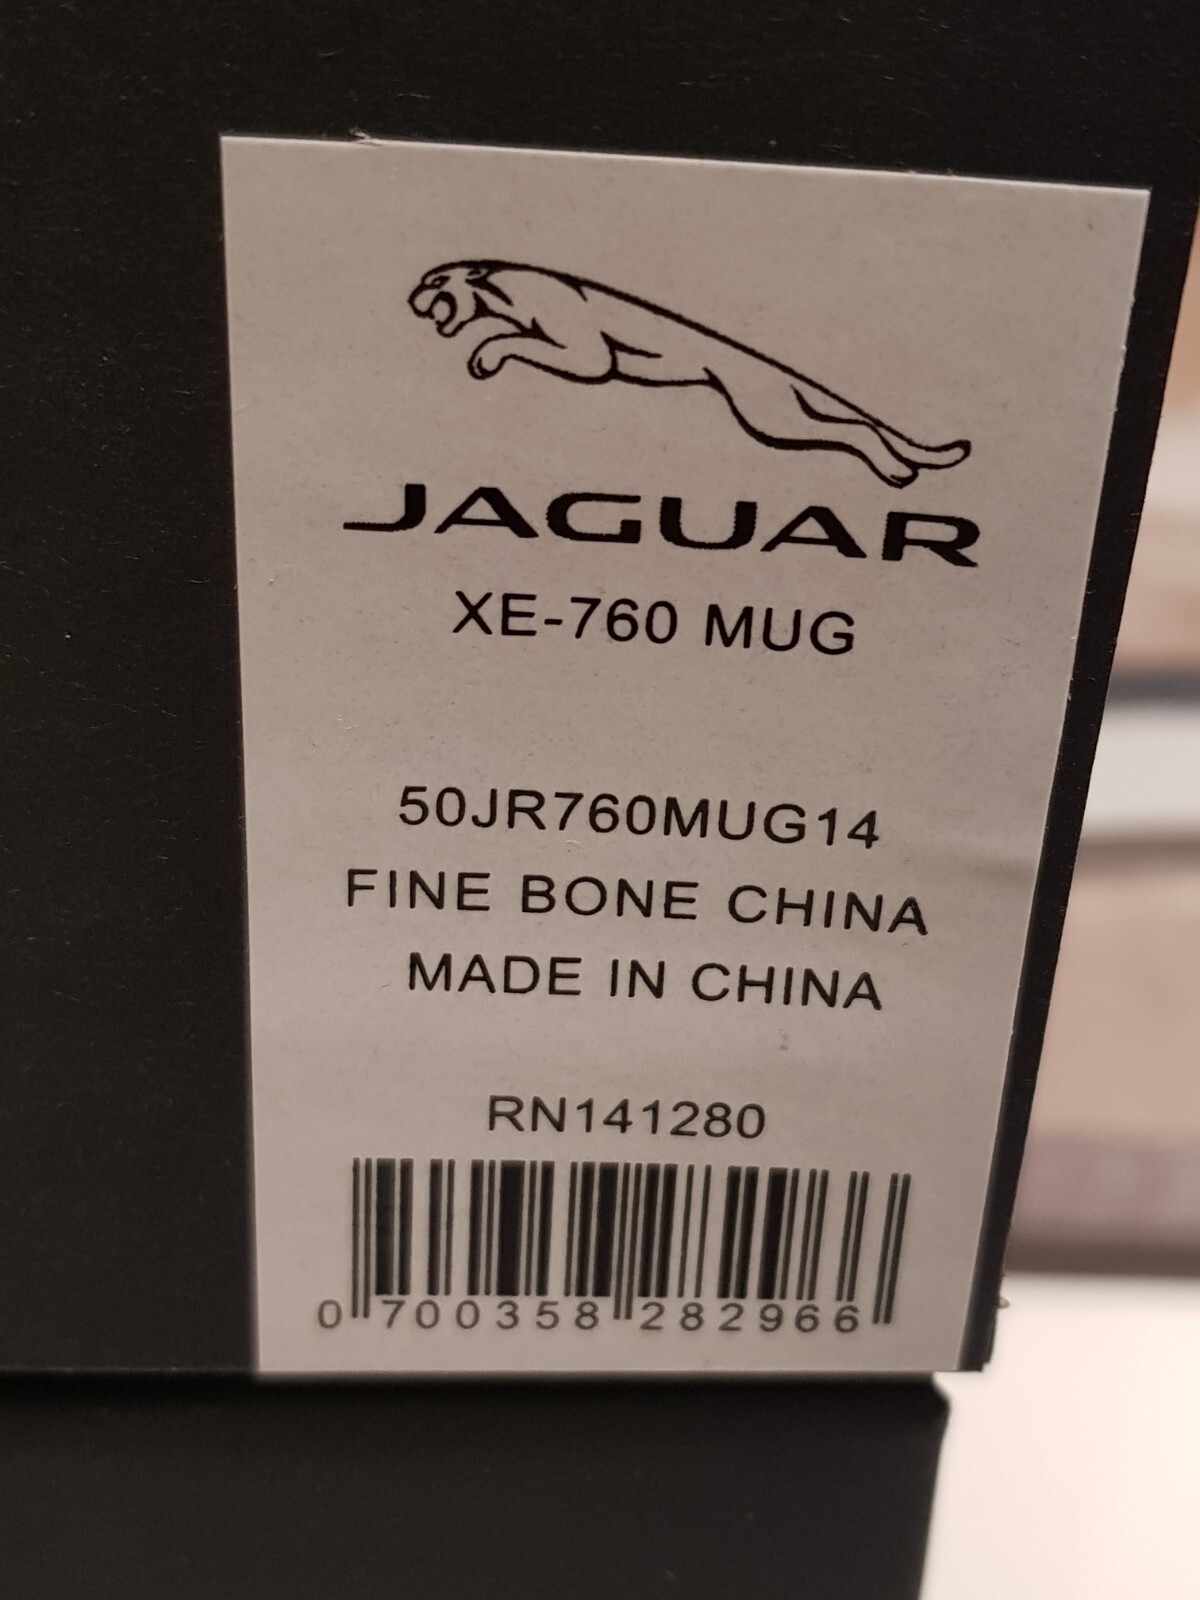 JAGUAR
XE-760 MUG
50JR760MUG14
FINE BONE CHINA
MADE IN CHINA
RN141280
0 700358 282966